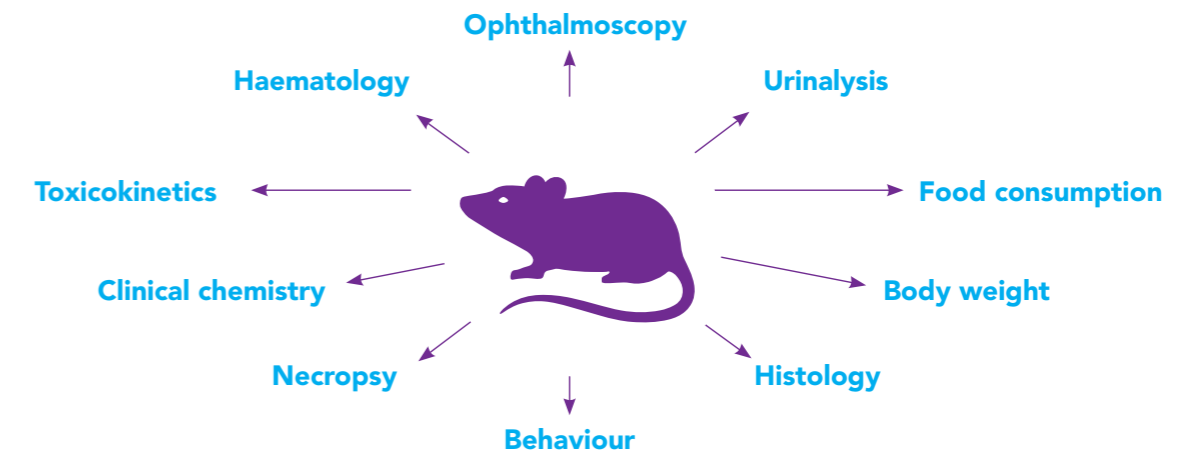 Ophthalmoscopy
Haematology
Urinalysis
Toxicokinetics
Food consumption
Clinical chemistry
Body weight
Necropsy
Histology
Behaviour